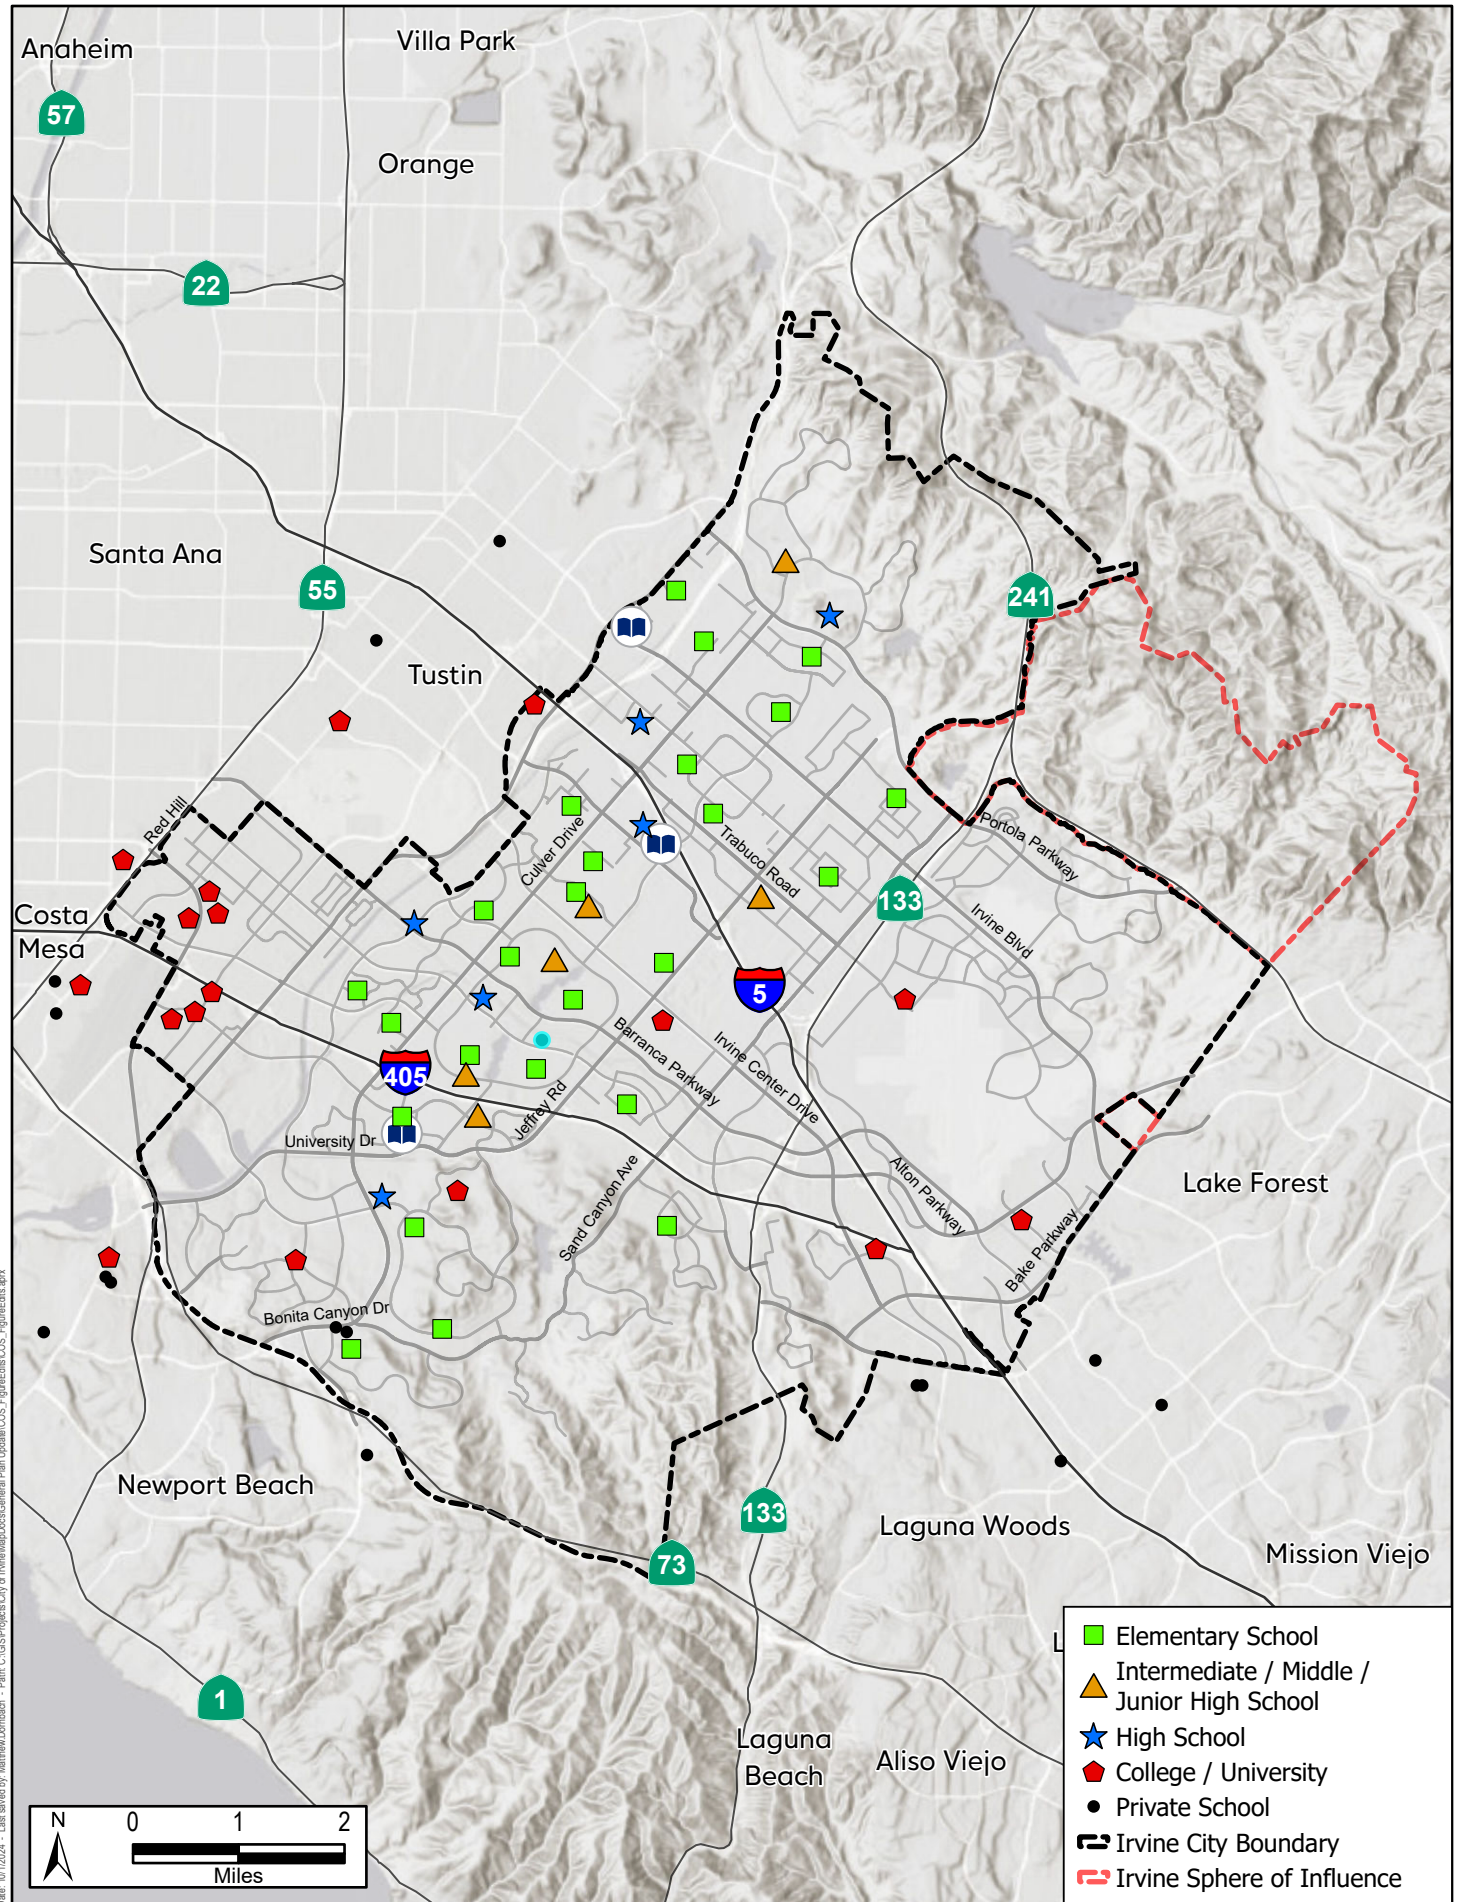 Anaheim
Villa Park
57
Orange
22
Santa Ana
55
241
Tustin
Red Hill
Culver Drive
Trabuco Road
Portola Parkway
133
Irvine Blvd
Costa
Mesa
5
Barranca Parkway
Irvine Center Drive
405
Jeffrey Rd
University Dr
Sand Canyon Ave
Alton Parkway
Lake Forest
Bake Parkway
Bonita Canyon Dr
Newport Beach
133
Laguna Woods
73
Mission Viejo
L
1
Laguna
Beach
Aliso Viejo
Elementary School
Intermediate / Middle /
Junior High School
High School
College / University
Private School
Irvine City Boundary
Irvine Sphere of Influence
N
0 1 2
Miles